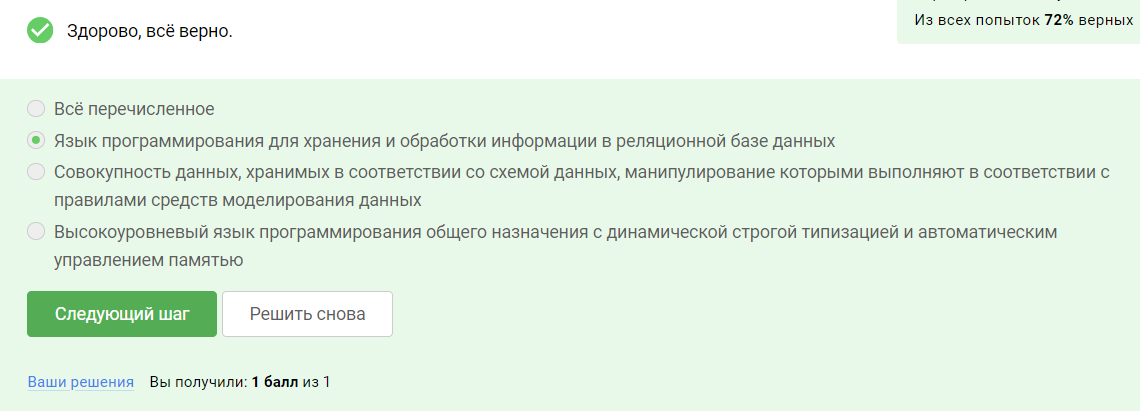 Здорово, всё верно.
Из всех попыток 72% верных
Всё перечисленное
Язык программирования для хранения и обработки информации в реляционной базе данных
Совокупность данных, хранимых в соответствии со схемой данных, манипулирование которыми выполняют в соответствии с
правилами средств моделирования данных
Высокоуровневый язык программирования общего назначения с динамической строгой типизацией и автоматическим
управлением памятью
Следующий шаг
Решить снова
Ваши решения Вы получили: 1 балл из 1